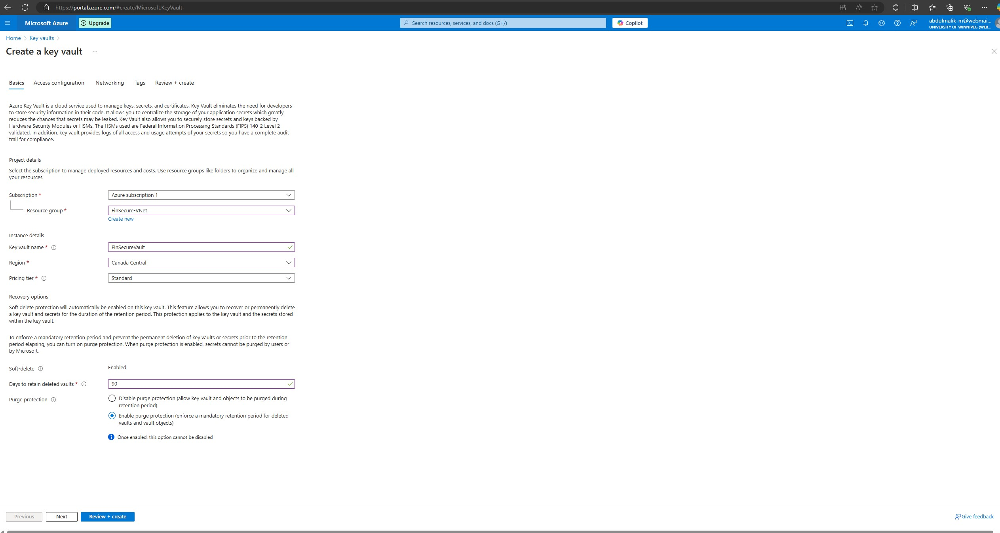 https://portal.azure.com/#create/Microsoft.KeyVault
Microsoft Azure
Upgrade
Search resources, services, and docs (G+/)
Copilot
abdulmalik-m@webmai...
UNIVERSITY OF WINNIPEG (WEB...
Home > Key vaults >
Create a key vault ...
Basics
Access configuration
Networking
Tags
Review + create
Azure Key Vault is a cloud service used to manage keys, secrets, and certificates. Key Vault eliminates the need for developers
to store security information in their code. It allows you to centralize the storage of your application secrets which greatly
reduces the chances that secrets may be leaked. Key Vault also allows you to securely store secrets and keys backed by
Hardware Security Modules or HSMs. The HSMs used are Federal Information Processing Standards (FIPS) 140-2 Level 2
validated. In addition, key vault provides logs of all access and usage attempts of your secrets so you have a complete audit
trail for compliance.
Project details
Select the subscription to manage deployed resources and costs. Use resource groups like folders to organize and manage all
your resources.
Subscription *
Azure subscription 1
Resource group *
FinSecure-VNet
Create new
Instance details
Key vault name *
FinSecureVault
Region *
Canada Central
Pricing tier *
Standard
Recovery options
Soft delete protection will automatically be enabled on this key vault. This feature allows you to recover or permanently delete
a key vault and secrets for the duration of the retention period. This protection applies to the key vault and the secrets stored
within the key vault.
To enforce a mandatory retention period and prevent the permanent deletion of key vaults or secrets prior to the retention
period elapsing, you can turn on purge protection. When purge protection is enabled, secrets cannot be purged by users or
by Microsoft.
Soft-delete
Enabled
Days to retain deleted vaults *
90
Purge protection
Disable purge protection (allow key vault and objects to be purged during
retention period)
Enable purge protection (enforce a mandatory retention period for deleted
vaults and vault objects)
Once enabled, this option cannot be disabled
Previous
Next
Review + create
Give feedback